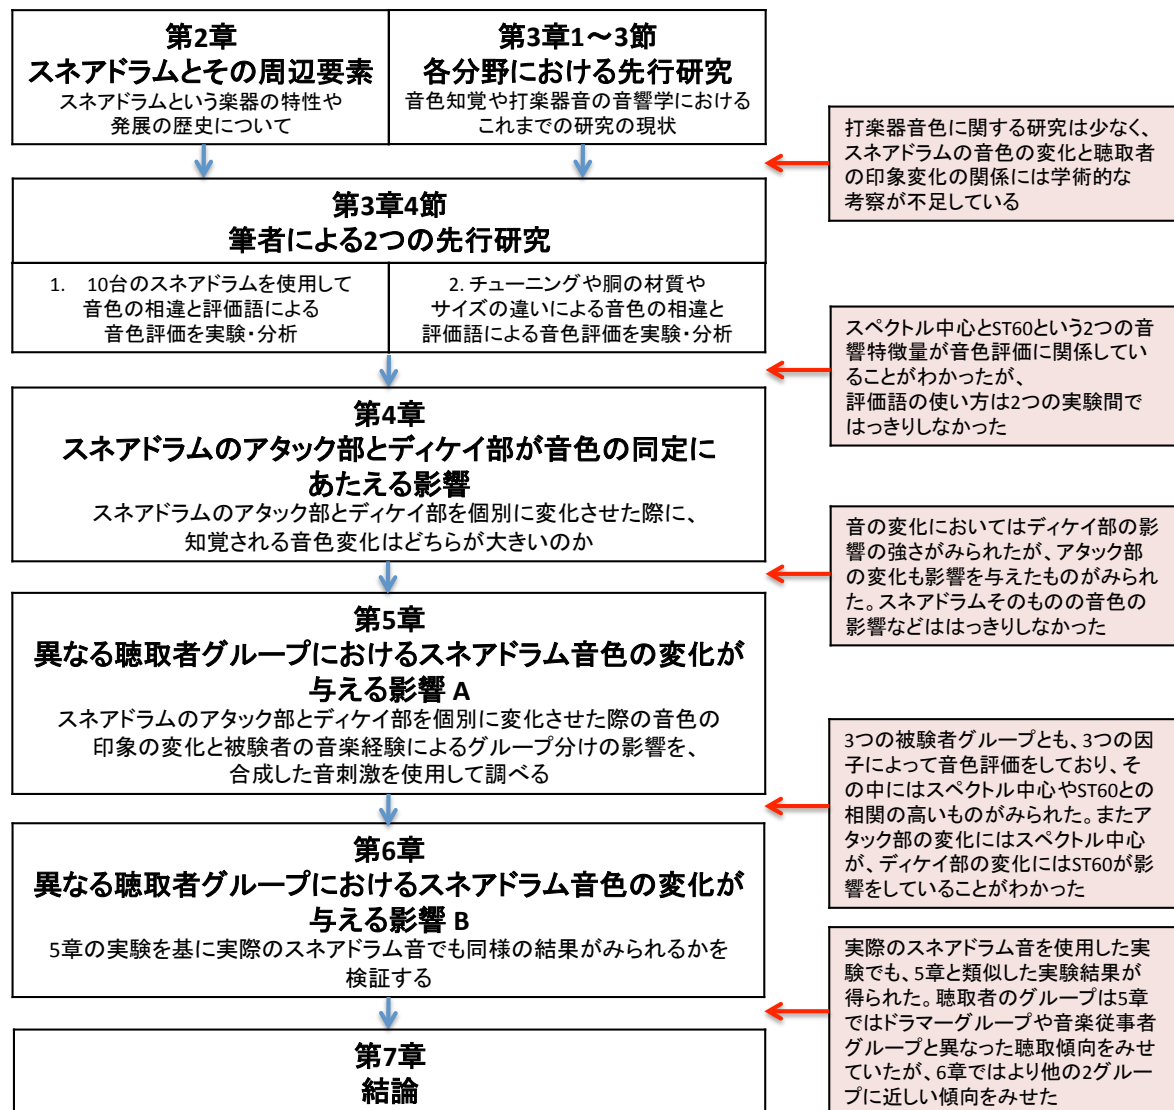 第2章
スネアドラムとその周辺要素
スネアドラムという楽器の特性や
発展の歴史について
第3章1～3節
各分野における先行研究
音色知覚や打楽器音の音響学における
これまでの研究の現状
打楽器音色に関する研究は少なく、
スネアドラムの音色の変化と聴取者
の印象変化の関係には学術的な
考察が不足している
第3章4節
筆者による2つの先行研究
1. 10台のスネアドラムを使用して
音色の相違と評価語による
音色評価を実験・分析
2. チューニングや胴の材質や
サイズの違いによる音色の相違と
評価語による音色評価を実験・分析
スペクトル中心とST60という2つの音
響特徴量が音色評価に関係してい
ることがわかったが、
評価語の使い方は2つの実験間で
はっきりしなかった
第4章
スネアドラムのアタック部とディケイ部が音色の同定に
あたえる影響
スネアドラムのアタック部とディケイ部を個別に変化させた際に、
知覚される音色変化はどちらが大きいのか
音の変化においてはディケイ部の影
響の強さがみられたが、アタック部
の変化も影響を与えたものがみられ
た。スネアドラムそのものの音色の
影響などははっきりしなかった
第5章
異なる聴取者グループにおけるスネアドラム音色の変化が
与える影響 A
スネアドラムのアタック部とディケイ部を個別に変化させた際の音色の
印象の変化と被験者の音楽経験によるグループ分けの影響を、
合成した音刺激を使用して調べる
3つの被験者グループとも、3つの因
子によって音色評価をしており、そ
の中にはスペクトル中心やST60との
相関の高いものがみられた。またア
タック部の変化にはスペクトル中心
が、ディケイ部の変化にはST60が影
響をしていることがわかった
第6章
異なる聴取者グループにおけるスネアドラム音色の変化が
与える影響 B
5章の実験を基に実際のスネアドラム音でも同様の結果がみられるかを
検証する
実際のスネアドラム音を使用した実
験でも、5章と類似した実験結果が
得られた。聴取者のグループは5章
ではドラマーグループや音楽従事者
グループと異なった聴取傾向をみせ
ていたが、6章ではより他の2グルー
プに近しい傾向をみせた
第7章
結論